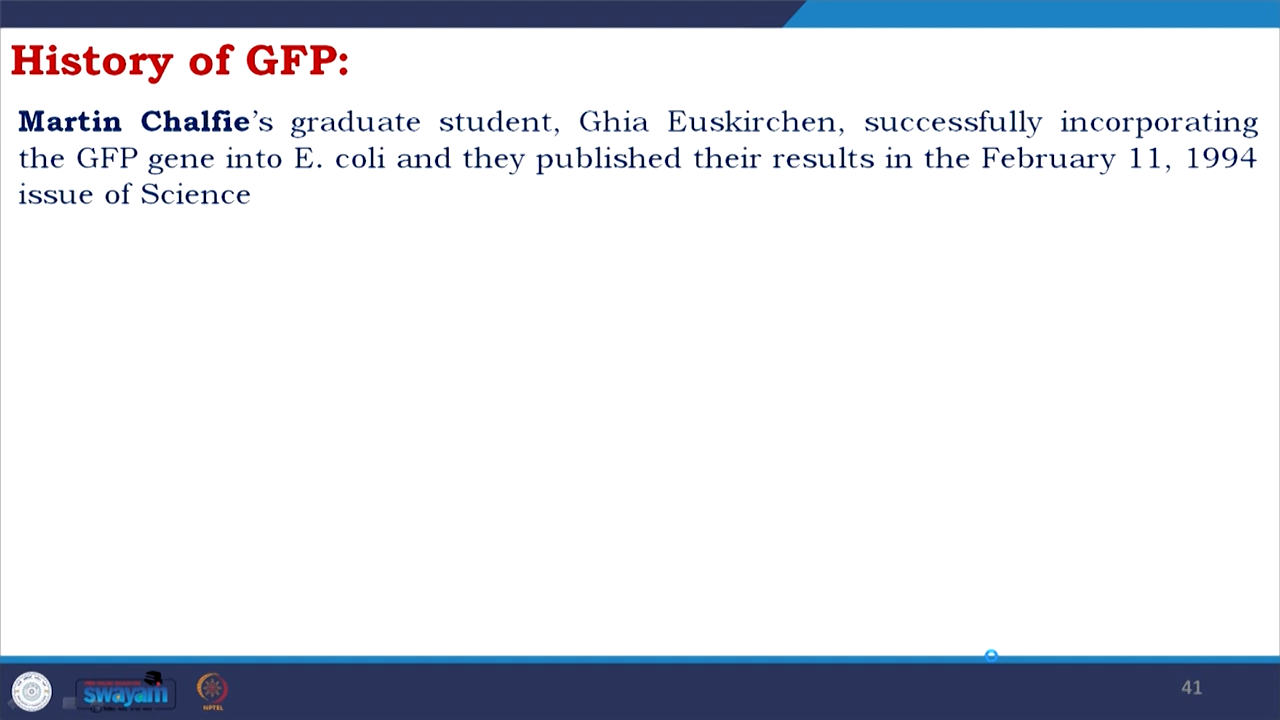 History of GFP:
Martin Chalfie’s graduate student, Ghia Euskirchen, successfully incorporating
the GFP gene into E. coli and they published their results in the February 11, 1994
issue of Science
swayam
NPTEL
41